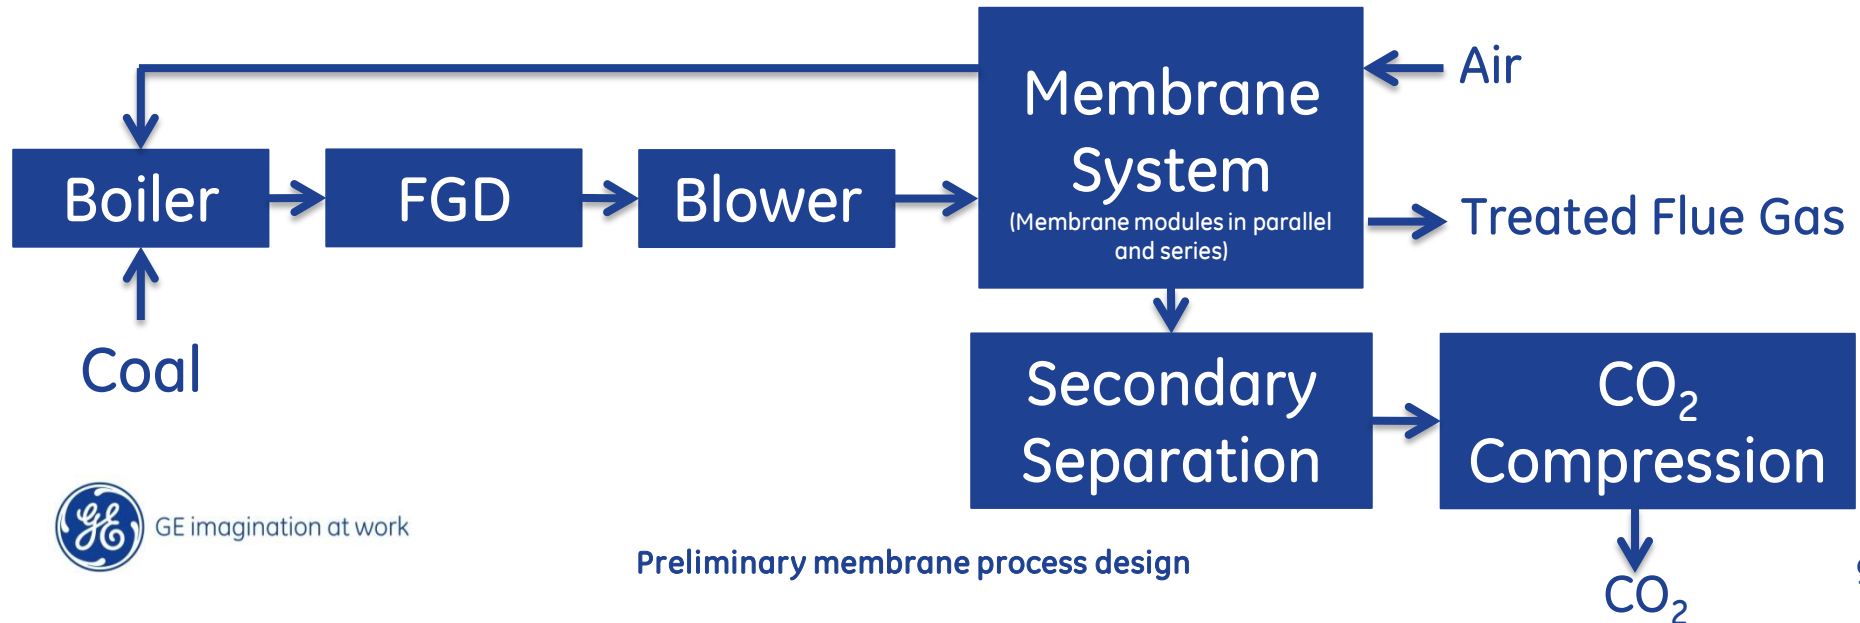 Air
Membrane
System
(Membrane modules in parallel
and series)
Boiler
FGD
Blower
Treated Flue Gas
Coal
Secondary
Separation
CO₂
Compression
GE imagination at work
Preliminary membrane process design
CO₂